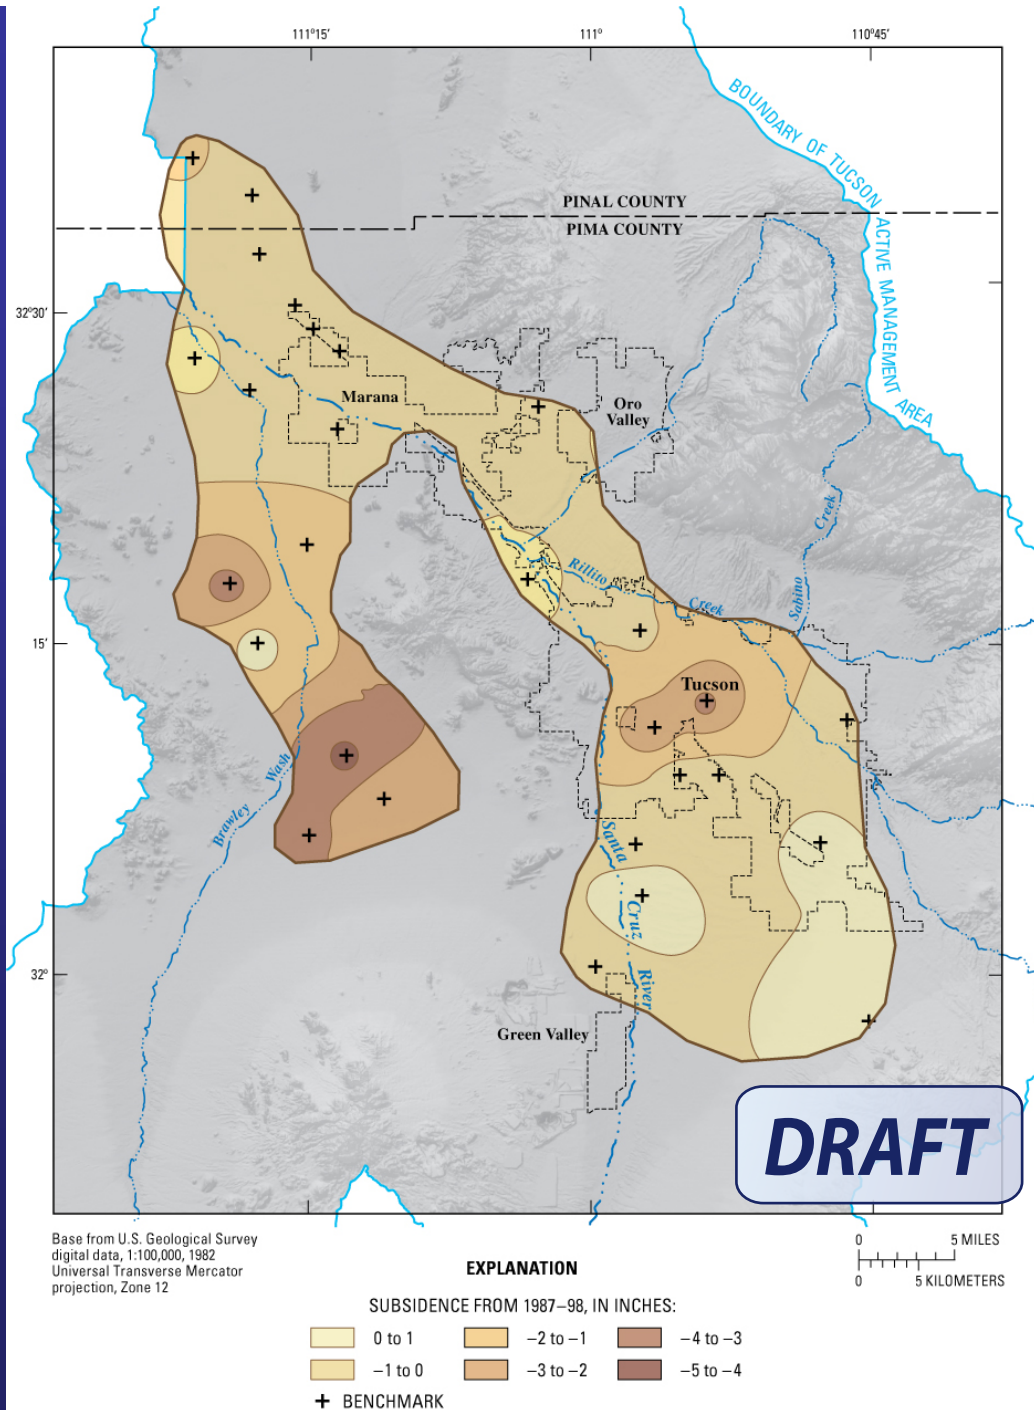 111°15'
111°
110°45'
BOUNDARY OF TUCSON ACTIVE MANAGEMENT AREA
PINAL COUNTY
PIMA COUNTY
32°30'
Marana
Oro
Valley
Creek
Rillito
Creek
Sabino
15'
Tucson
Wash
Brawley
Santa
Cruz
River
32°
Green Valley
DRAFT
Base from U.S. Geological Survey
digital data, 1:100,000, 1982
Universal Transverse Mercator
projection, Zone 12
0 5 MILES
0 5 KILOMETERS
EXPLANATION
SUBSIDENCE FROM 1987–98, IN INCHES:
0 to 1 –2 to –1 –4 to –3
–1 to 0 –3 to –2 –5 to –4
+ BENCHMARK